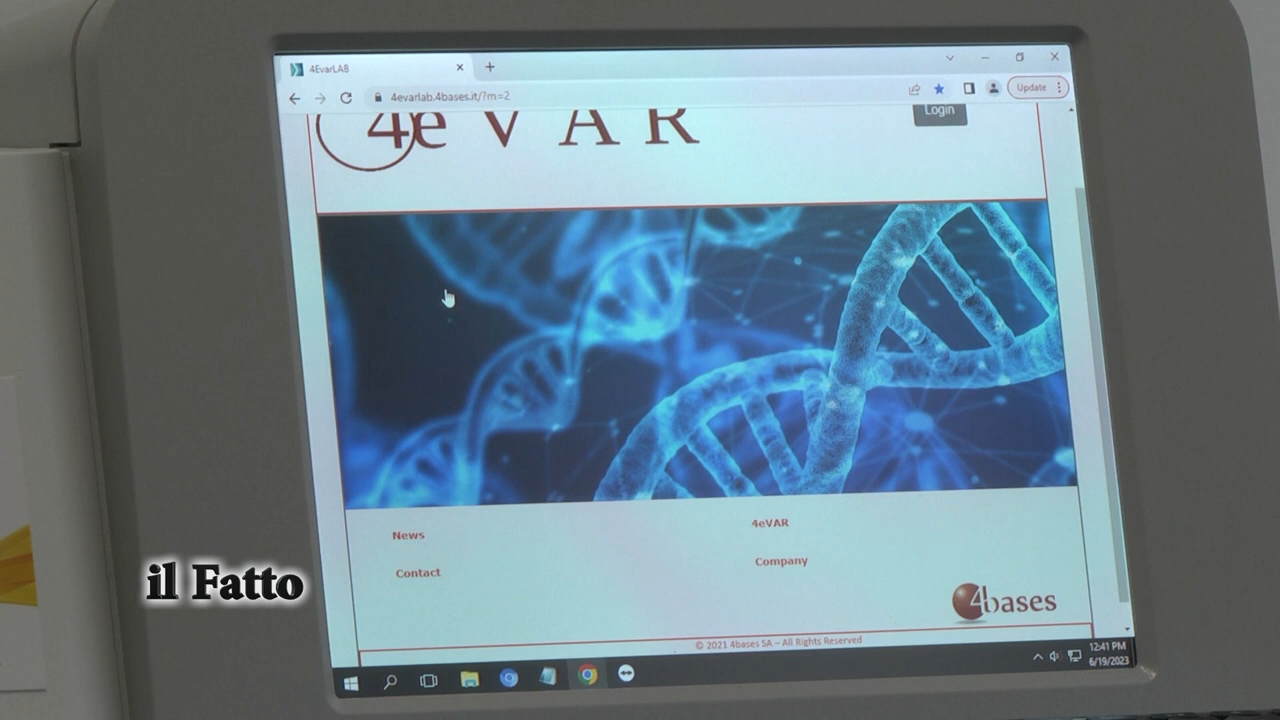 4EvarLAB
4evarlab.4bases.it/?m=2
Update
4e V A R
Login
News
4eVAR
Contact
Company
4bases
© 2021 4bases SA – All Rights Reserved
12:41 PM
6/19/2023
il Fatto